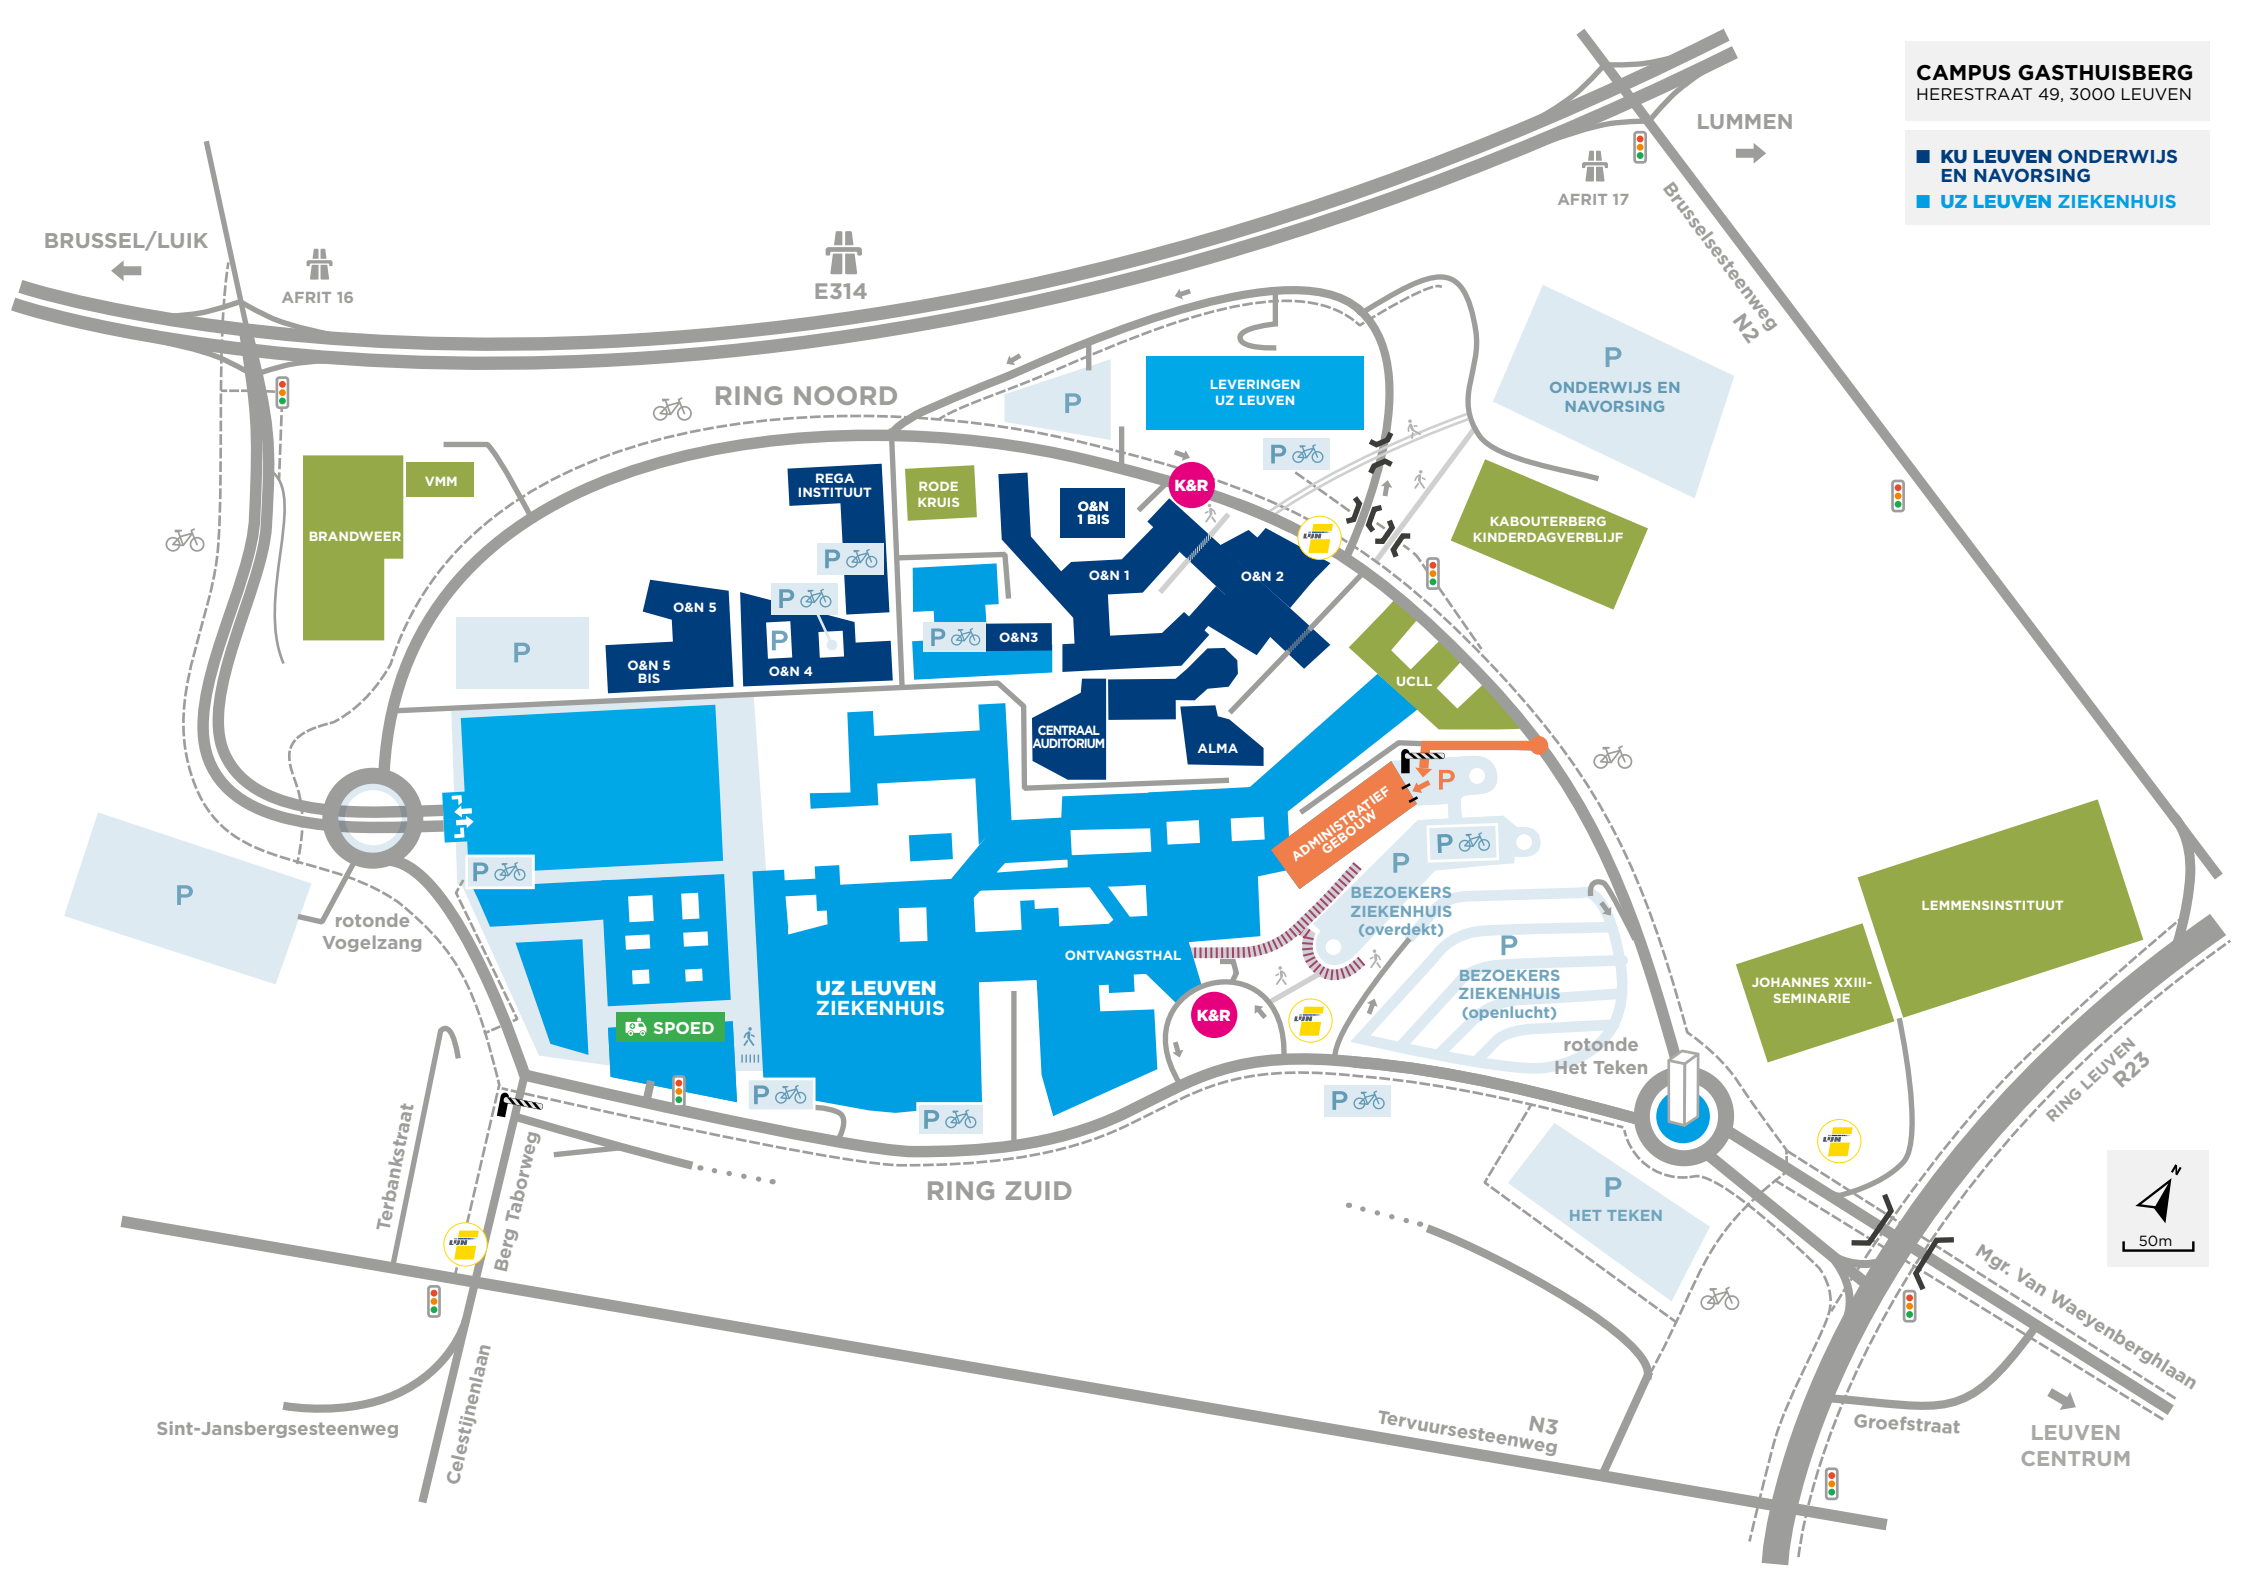 CAMPUS GASTHUISBERG
HERESTRAAT 49, 3000 LEUVEN
KU LEUVEN ONDERWIJS
EN NAVORSING
UZ LEUVEN ZIEKENHUIS
LUMMEN
AFRIT 17
Brusselsesteenweg
N2
BRUSSEL/LUIK
AFRIT 16
E314
RING NOORD
P
ONDERWIJS EN
NAVORSING
P
LEVERINGEN
UZ LEUVEN
P
VMM
BRANDWEER
REGA
INSTITUUT
RODE
KRUIS
O&N
1 BIS
K&R
LIJN
KABOUTERBERG
KINDERDAGVERBLIJF
P
P
O&N 1
O&N 2
O&N 5
O&N 5
BIS
P
P
O&N 4
P
O&N3
UCLL
CENTRAAL
AUDITORIUM
ALMA
P
ADMINISTRATIEF
GEBOUW
P
P
BEZOEKERS
ZIEKENHUIS
(overdekt)
P
BEZOEKERS
ZIEKENHUIS
(openlucht)
P
P
rotonde
Vogelzang
ONTVANGSTHAL
UZ LEUVEN
ZIEKENHUIS
SPOED
K&R
LIJN
LEMMENSINSTITUUT
JOHANNES XXIII-
SEMINARIE
rotonde
Het Teken
RING LEUVEN
R23
P
P
P
RING ZUID
P
HET TEKEN
LIJN
N
50m
Terbankstraat
Berg Taborweg
LIJN
Mgr. Van Waeyenberghlaan
Celestijnenlaan
Sint-Jansbergsesteenweg
N3
Tervuursesteenweg
Groefstraat
LEUVEN
CENTRUM